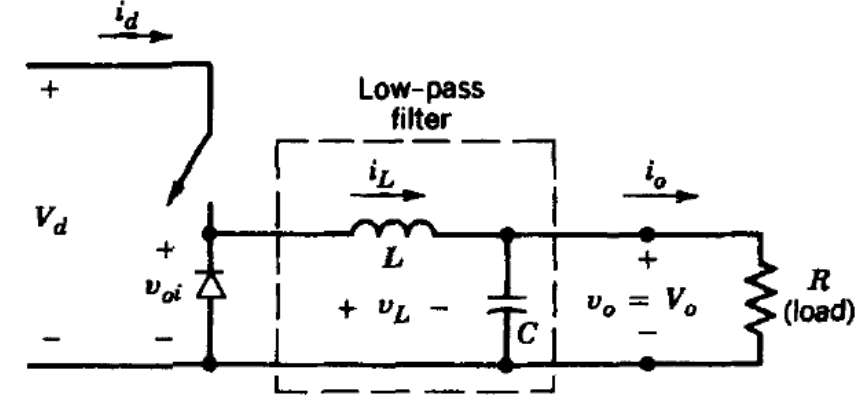 i_d
+
Low-pass
filter
i_L
i_o
V_d
+
L
+
R
(load)
v_oi
+ v_L −
C
v_o = V_o
−
−
−